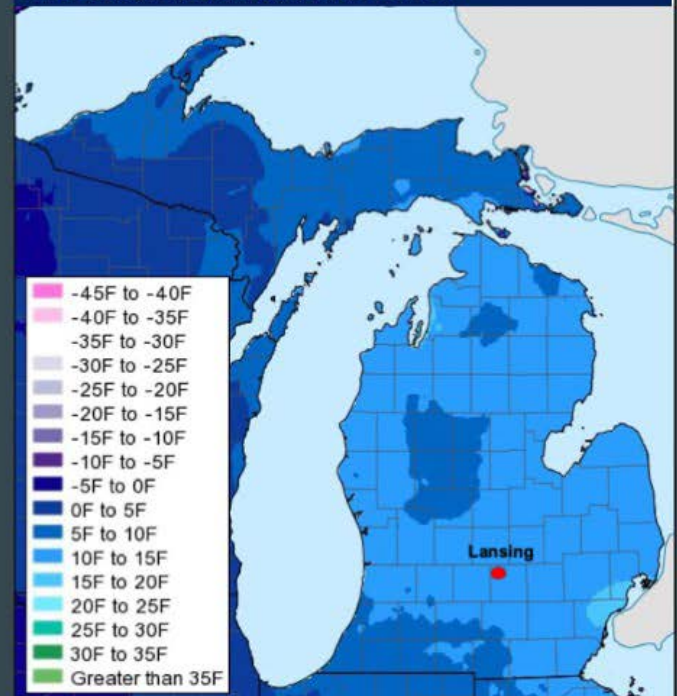 -45F to -40F
-40F to -35F
-35F to -30F
-30F to -25F
-25F to -20F
-20F to -15F
-15F to -10F
-10F to -5F
-5F to 0F
0F to 5F
5F to 10F
10F to 15F
15F to 20F
20F to 25F
25F to 30F
30F to 35F
Greater than 35F
Lansing